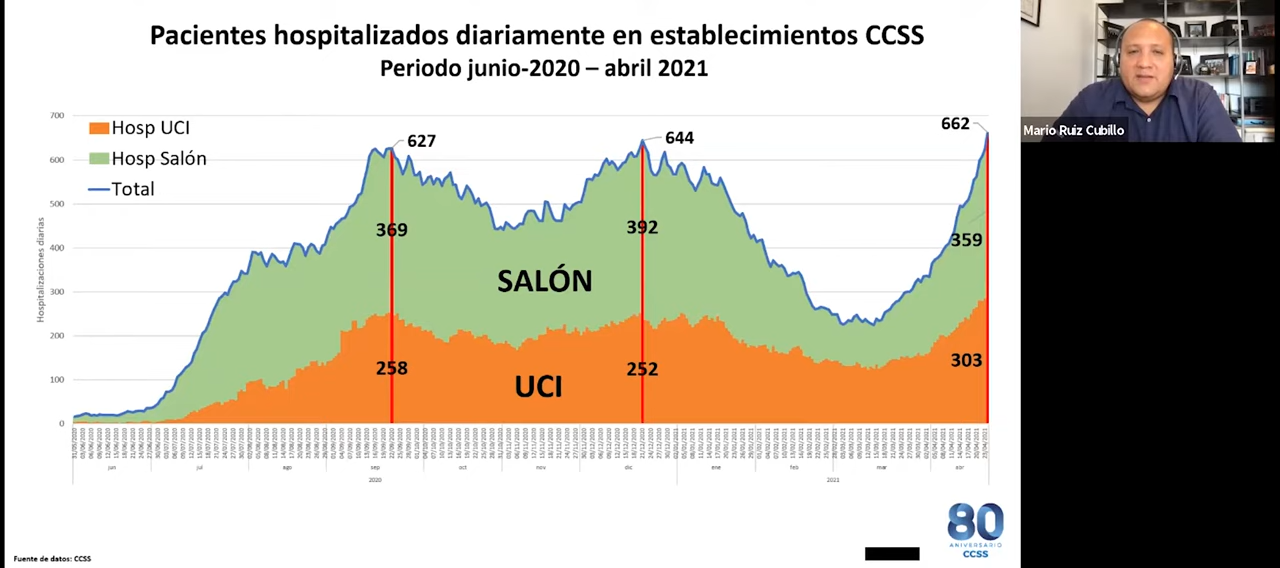 Pacientes hospitalizados diariamente en establecimientos CCSS
Periodo junio-2020 – abril 2021
Mario Ruiz Cubillo
Hosp UCI
Hosp Salón
Total
Hospitalizaciones diarias
700
600
500
400
300
200
100
0
627
644
662
369
392
359
SALÓN
258
252
303
UCI
jun
jul
ago
sep
oct
nov
dic
ene
feb
mar
abr
2020
2021
80
ANIVERSARIO
CCSS
Fuente de datos: CCSS